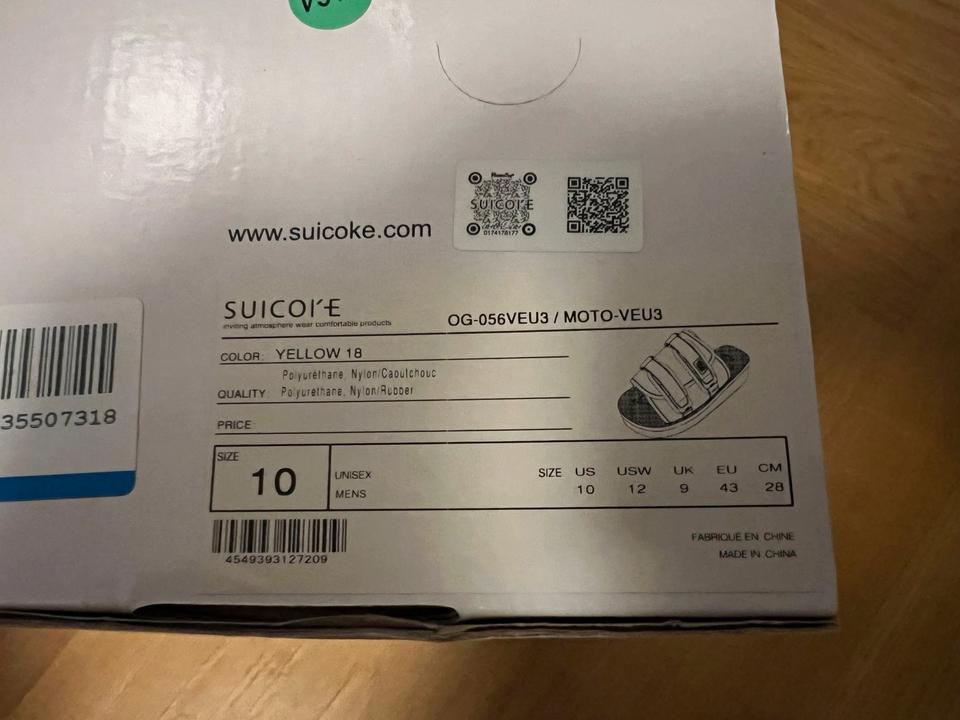 www.suicoke.com
SUICOKE
0174178177
SUICOKE
inviting atmosphere wear comfortable products
OG-056VEU3 / MOTO-VEU3
COLOR: YELLOW 18
Polyuréthane, Nylon/Caoutchouc
QUALITY: Polyurethane, Nylon/Rubber
PRICE
35507318
SIZE
10
UNISEX
MENS
SIZE US USW UK EU CM
10 12 9 43 28
4549393127209
FABRIQUÉ EN CHINE
MADE IN CHINA